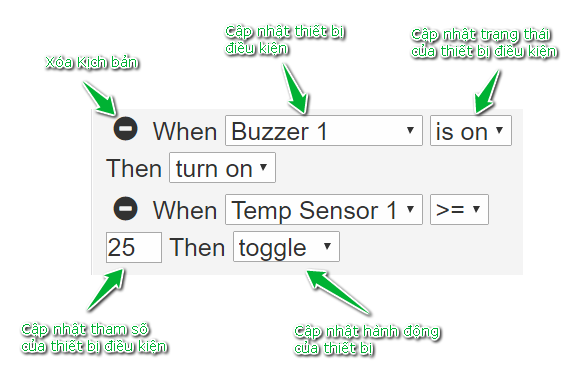 Cập nhật thiết bị
điều kiện
Cập nhật trạng thái
của thiết bị điều kiện
Xóa Kịch bản
When Buzzer 1 is on
Then turn on
When Temp Sensor 1 >=
25 Then toggle
Cập nhật tham số
của thiết bị điều kiện
Cập nhật hành động
của thiết bị